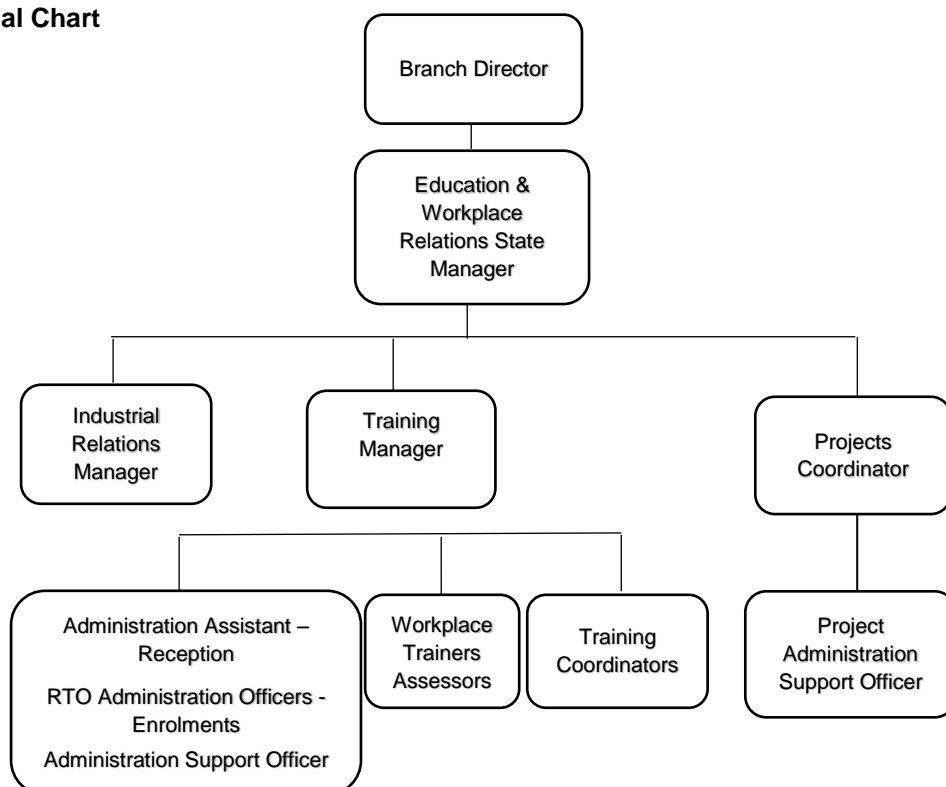 al Chart
Branch Director
Education &
Workplace
Relations State
Manager
Industrial
Relations
Manager
Training
Manager
Projects
Coordinator
Administration Assistant –
Reception
RTO Administration Officers -
Enrolments
Administration Support Officer
Workplace
Trainers
Assessors
Training
Coordinators
Project
Administration
Support Officer